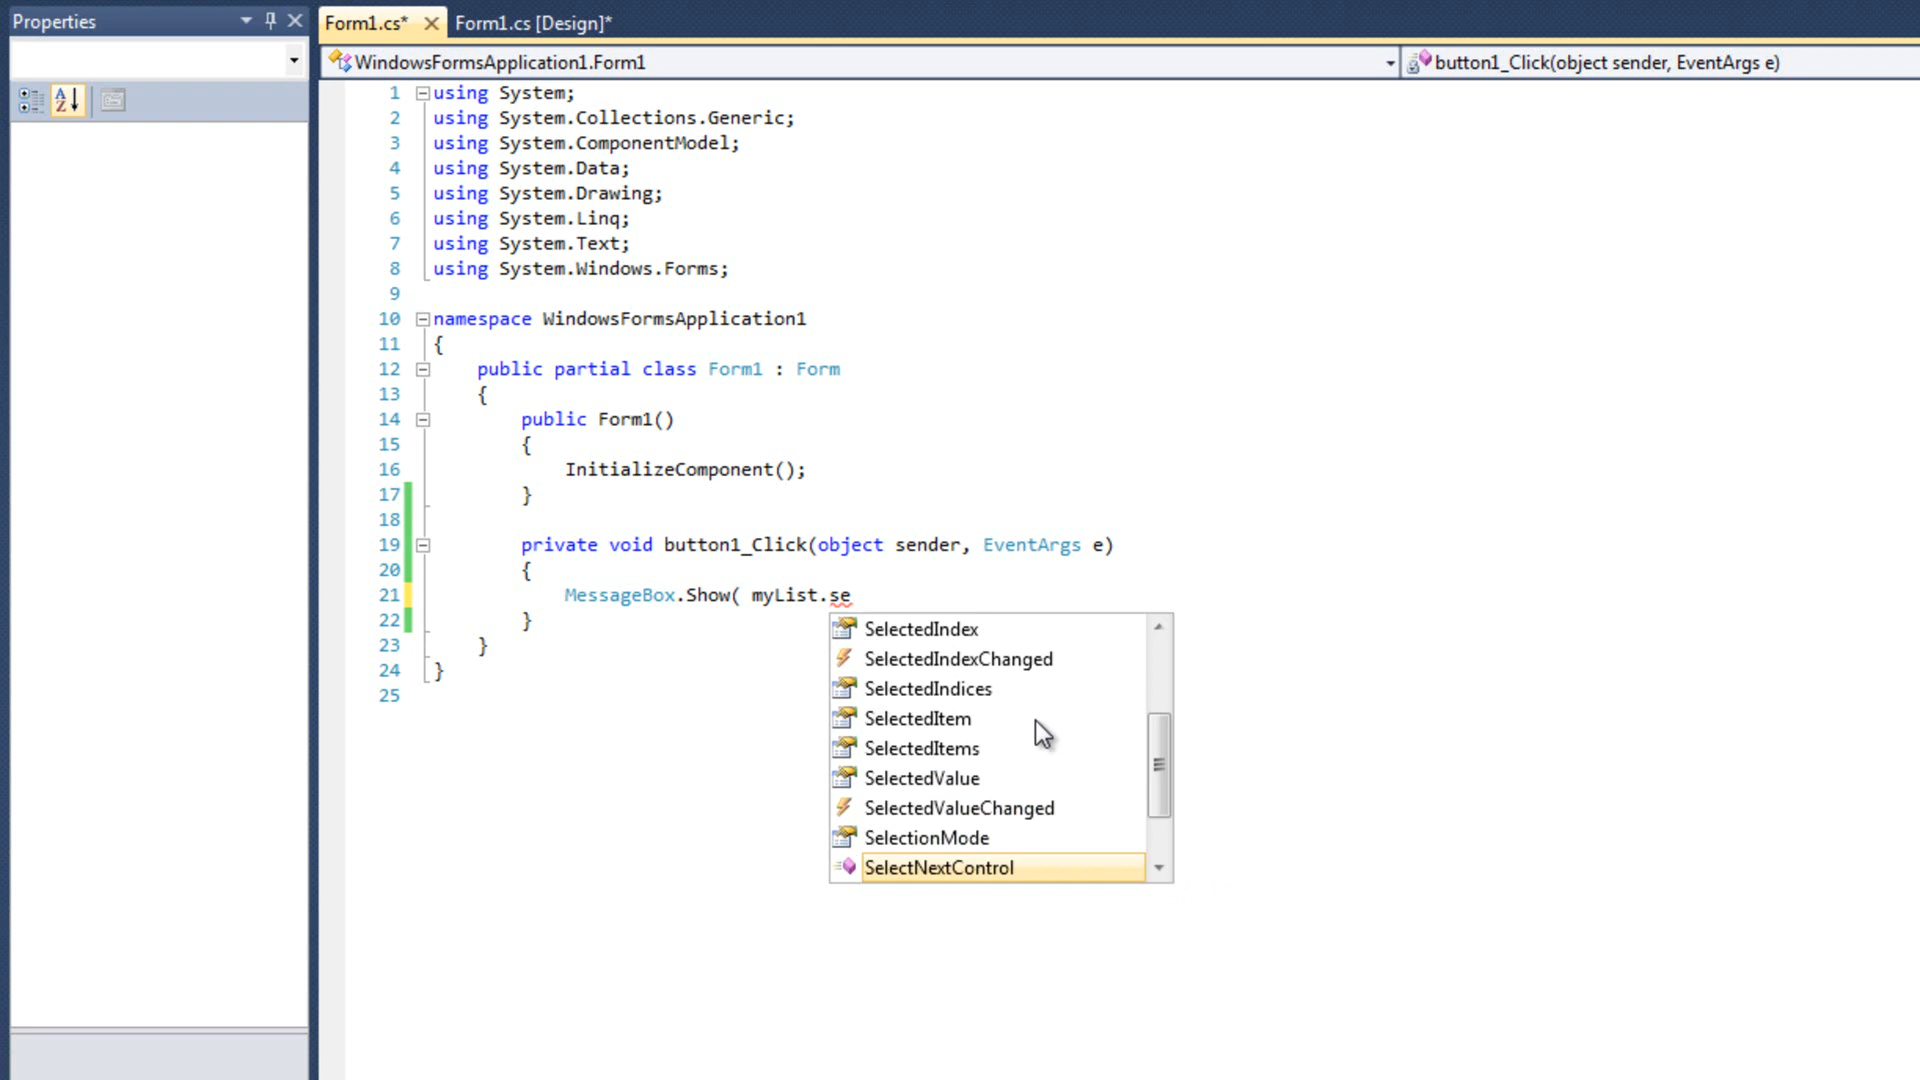 Properties
Form1.cs* Form1.cs [Design]*
WindowsFormsApplication1.Form1 button1_Click(object sender, EventArgs e)
1 using System;
2 using System.Collections.Generic;
3 using System.ComponentModel;
4 using System.Data;
5 using System.Drawing;
6 using System.Linq;
7 using System.Text;
8 using System.Windows.Forms;
9
10 namespace WindowsFormsApplication1
11 {
12 public partial class Form1 : Form
13 {
14 public Form1()
15 {
16 InitializeComponent();
17 }
18
19 private void button1_Click(object sender, EventArgs e)
20 {
21 MessageBox.Show( myList.se
22 }
23 }
24 }
25
SelectedIndex
SelectedIndexChanged
SelectedIndices
SelectedItem
SelectedItems
SelectedValue
SelectedValueChanged
SelectionMode
SelectNextControl